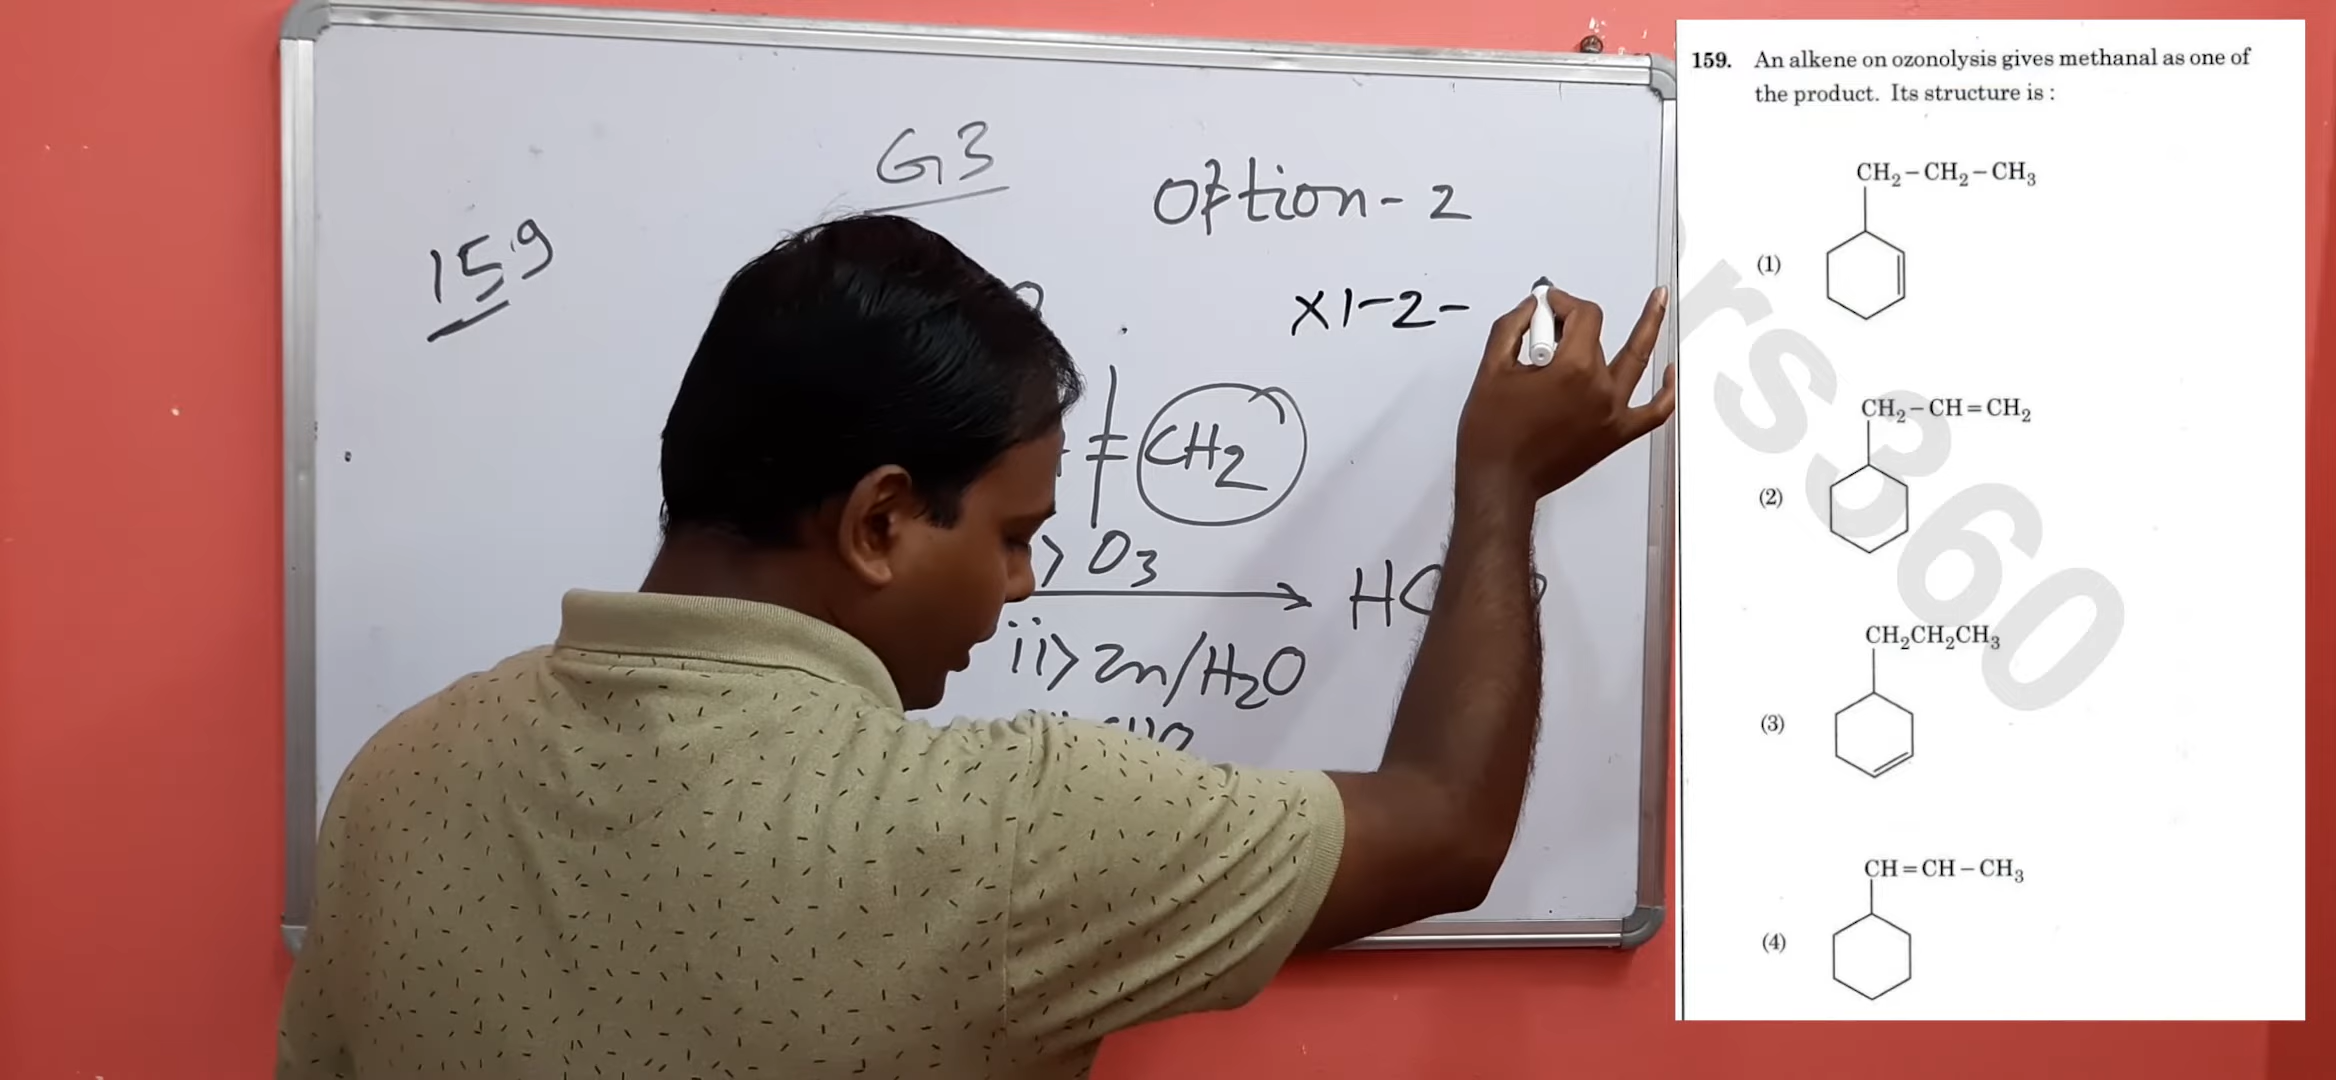 159
G3
Option - 2
X1-2-
= CH2
> O3
ii> Zn/H2O
159. An alkene on ozonolysis gives methanal as one of
the product. Its structure is :
CH₂–CH₂–CH₃
(1)
CH₂–CH=CH₂
(2)
CH₂CH₂CH₃
(3)
CH=CH–CH₃
(4)
rs360